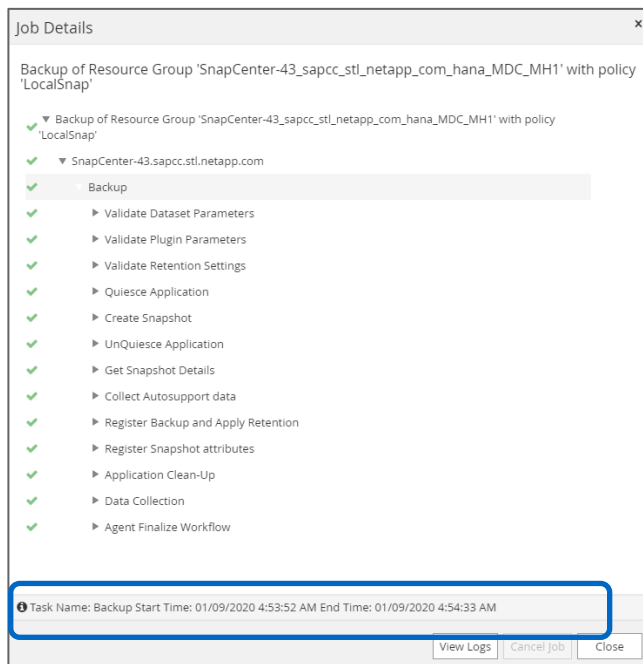 Job Details
x
Backup of Resource Group 'SnapCenter-43_sapcc_stl_netapp_com_hana_MDC_MH1' with policy
'LocalSnap'
Backup of Resource Group 'SnapCenter-43_sapcc_stl_netapp_com_hana_MDC_MH1' with policy
'LocalSnap'
SnapCenter-43.sapcc.stl.netapp.com
Backup
Validate Dataset Parameters
Validate Plugin Parameters
Validate Retention Settings
Quiesce Application
Create Snapshot
UnQuiesce Application
Get Snapshot Details
Collect Autosupport data
Register Backup and Apply Retention
Register Snapshot attributes
Application Clean-Up
Data Collection
Agent Finalize Workflow
Task Name: Backup Start Time: 01/09/2020 4:53:52 AM End Time: 01/09/2020 4:54:33 AM
View Logs Cancel Job Close